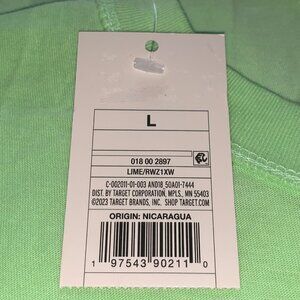 L
018 00 2897
LIME/RWZ1XW
C-002011-01-003 AND18_50A01-7444
DIST. BY TARGET CORPORATION, MPLS, MN 55403
©2023 TARGET BRANDS, INC. SHOP TARGET.COM
ORIGIN: NICARAGUA
1 97543 90211 0